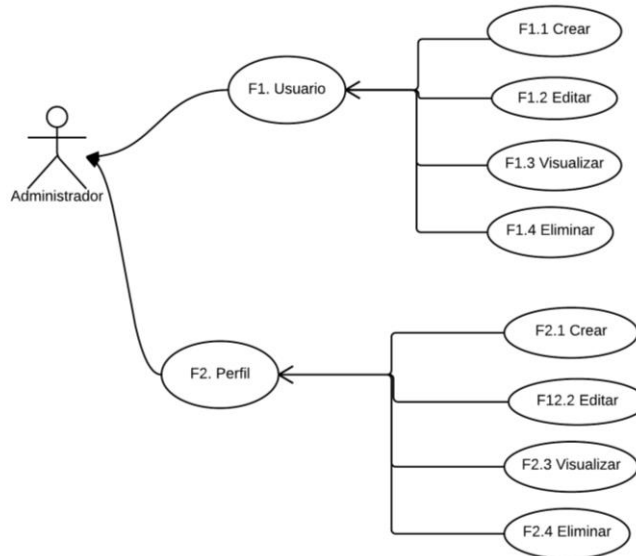 F1.1 Crear
F1. Usuario
F1.2 Editar
F1.3 Visualizar
Administrador
F1.4 Eliminar
F2.1 Crear
F2. Perfil
F12.2 Editar
F2.3 Visualizar
F2.4 Eliminar